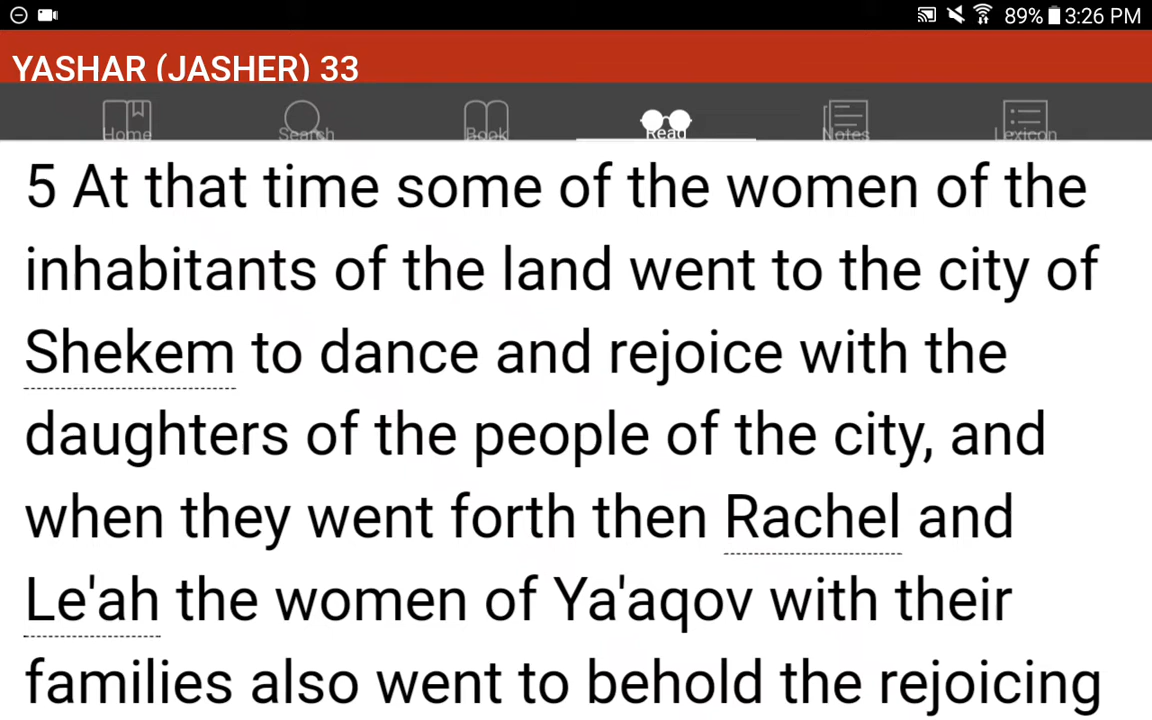 89% 3:26 PM
YASHAR (JASHER) 33
Home Search Book Read Notes Lexicon
5 At that time some of the women of the
inhabitants of the land went to the city of
Shekem to dance and rejoice with the
daughters of the people of the city, and
when they went forth then Rachel and
Le'ah the women of Ya'aqov with their
families also went to behold the rejoicing